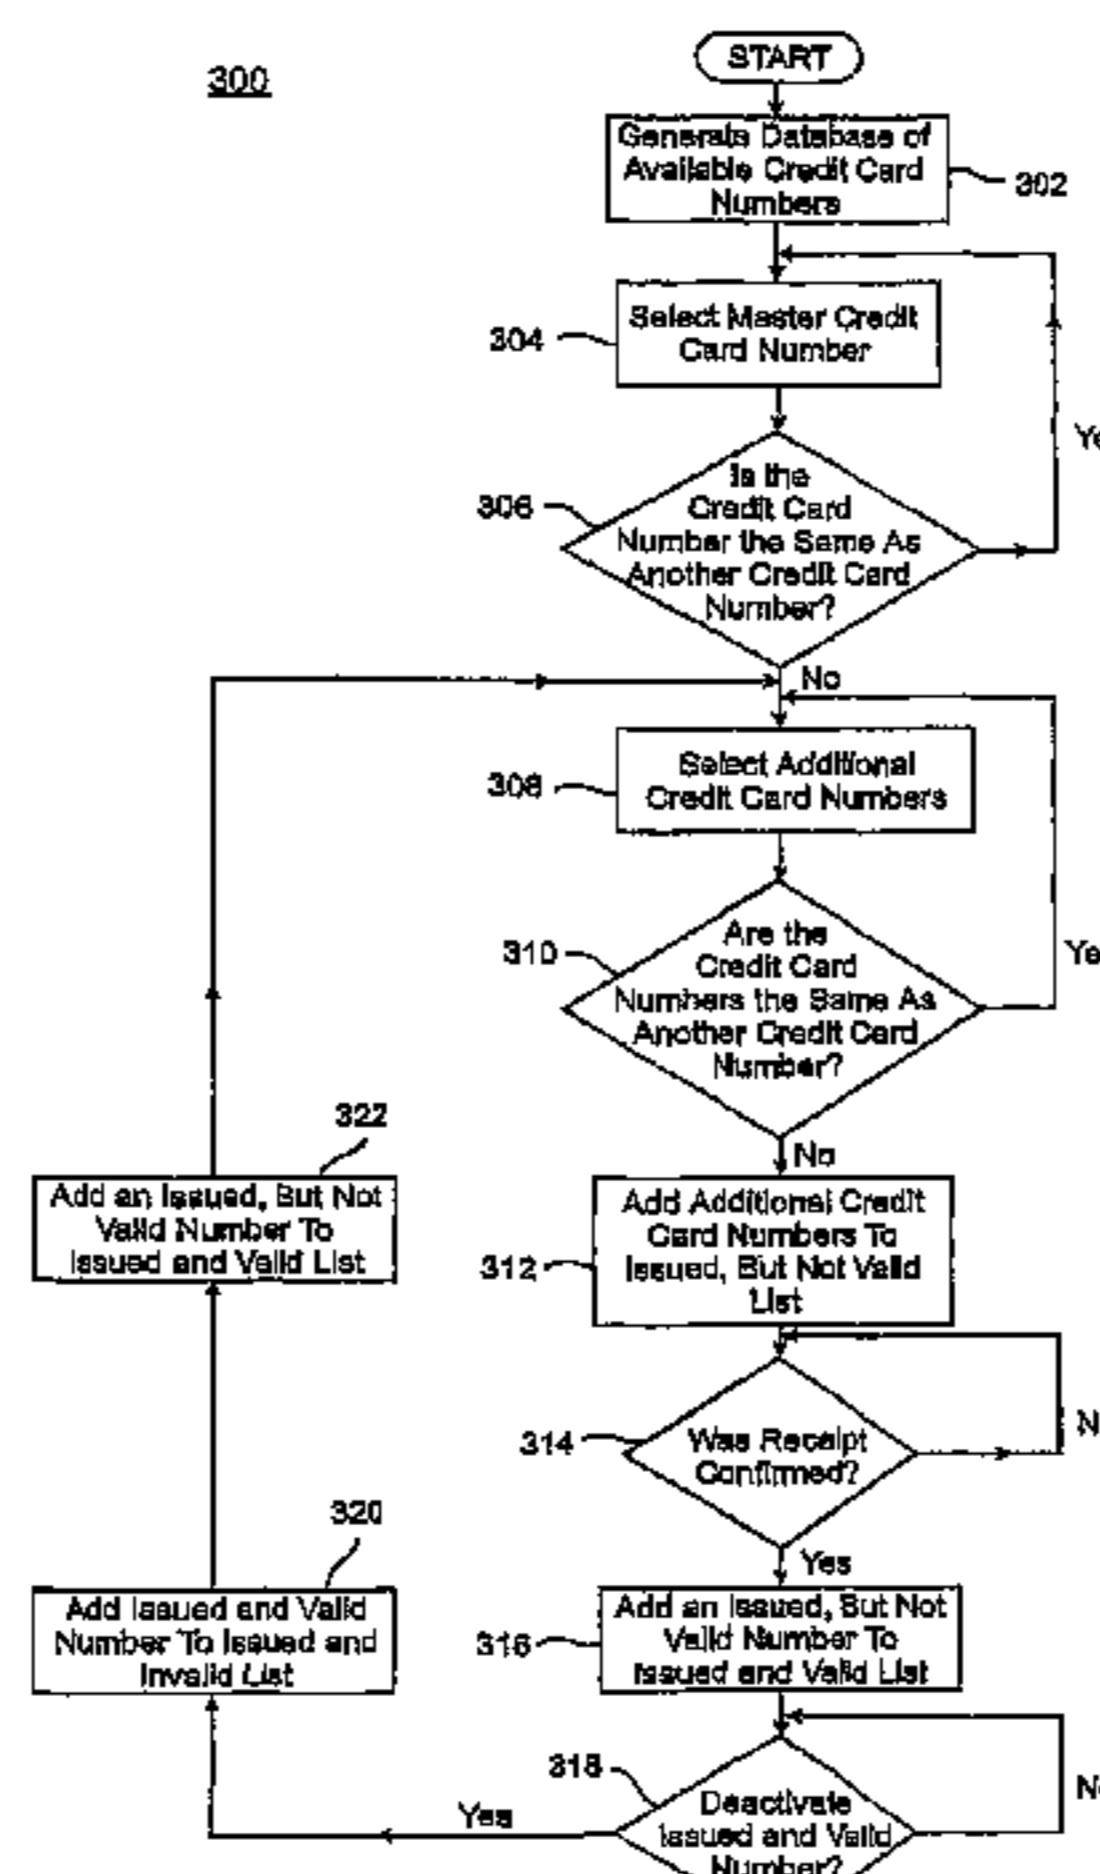 300
START
Generate Database of
Available Credit Card
Numbers
302
304
Select Master Credit
Card Number
306
Is the
Credit Card
Number the Same As
Another Credit Card
Number?
Ye
No
308
Select Additional
Credit Card Numbers
310
Are the
Credit Card
Numbers the Same As
Another Credit Card
Number?
Ye
No
322
Add an Issued, But Not
Valid Number To
Issued and Valid List
312
Add Additional Credit
Card Numbers To
Issued, But Not Valid
List
314
Was Receipt
Confirmed?
N
Yes
320
Add Issued and Valid
Number To Issued and
Invalid List
316
Add an Issued, But Not
Valid Number To
Issued and Valid List
318
Deactivate
Issued and Valid
Number?
No
Yes